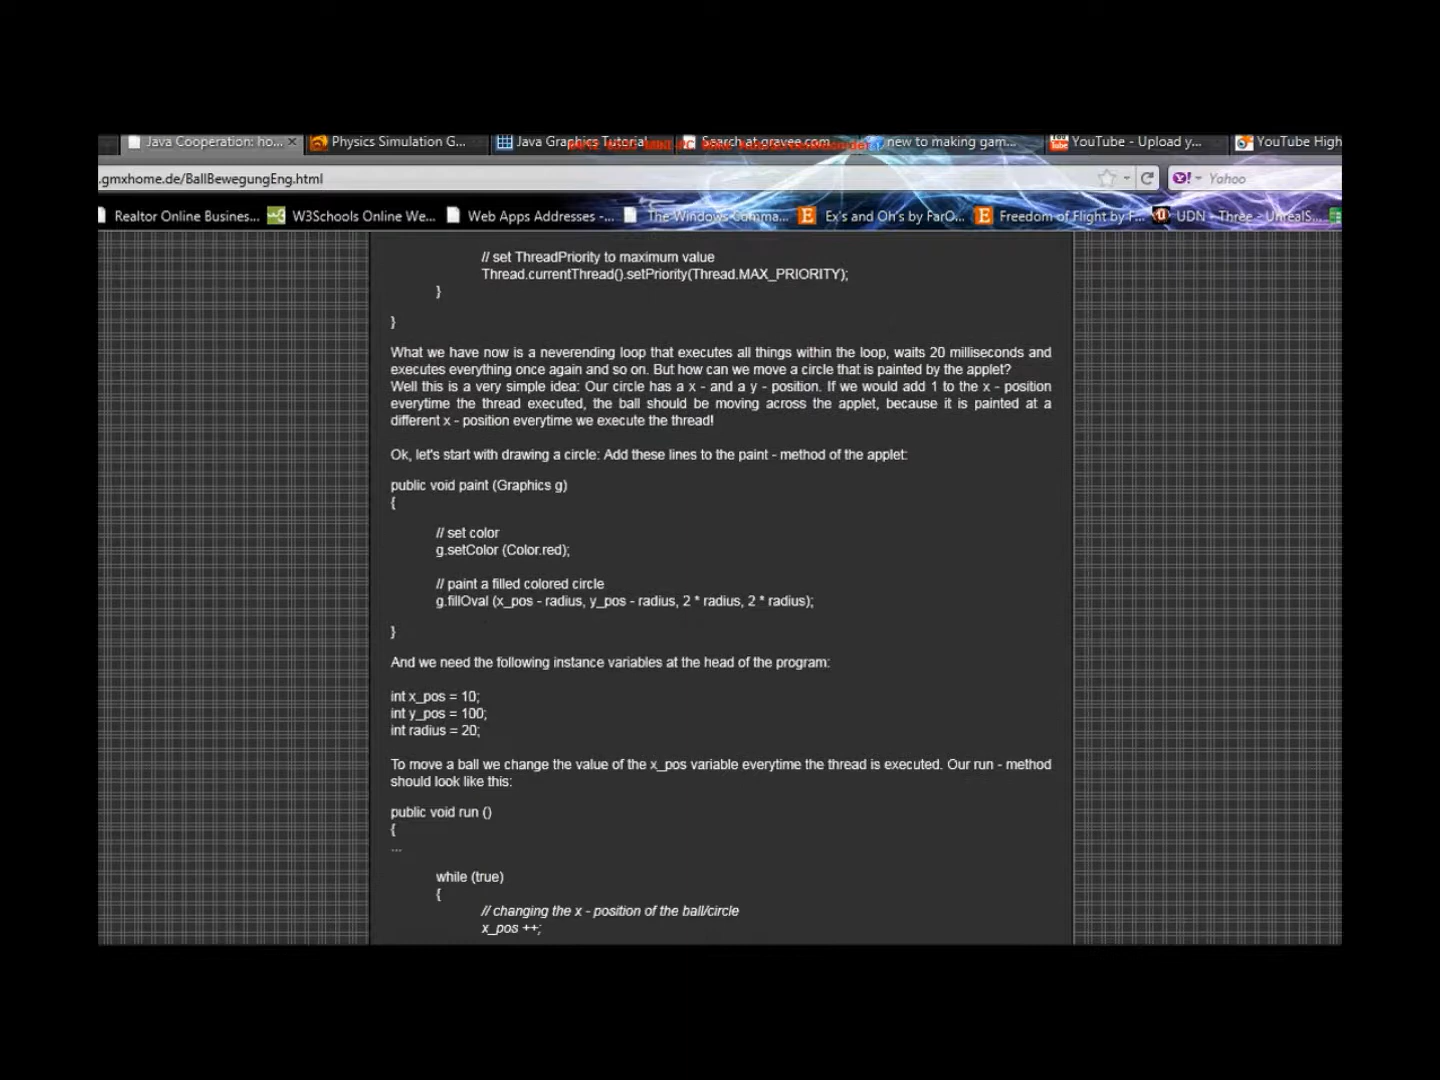 Java Cooperation: ho...
Physics Simulation G...
Java Graphics Tutorial
Search at gravee.com
new to making gam...
YouTube - Upload y...
YouTube High
.gmxhome.de/BallBewegungEng.html
Yahoo
Realtor Online Busines...
W3Schools Online We...
Web Apps Addresses -...
The Windows Comma...
Ex's and Oh's by FarO...
Freedom of Flight by F...
UDN - Three - UnrealS...
// set ThreadPriority to maximum value
Thread.currentThread().setPriority(Thread.MAX_PRIORITY);
}
}
What we have now is a neverending loop that executes all things within the loop, waits 20 milliseconds and
executes everything once again and so on. But how can we move a circle that is painted by the applet?
Well this is a very simple idea: Our circle has a x - and a y - position. If we would add 1 to the x - position
everytime the thread executed, the ball should be moving across the applet, because it is painted at a
different x - position everytime we execute the thread!
Ok, let's start with drawing a circle: Add these lines to the paint - method of the applet:
public void paint (Graphics g)
{
// set color
g.setColor (Color.red);
// paint a filled colored circle
g.fillOval (x_pos - radius, y_pos - radius, 2 * radius, 2 * radius);
}
And we need the following instance variables at the head of the program:
int x_pos = 10;
int y_pos = 100;
int radius = 20;
To move a ball we change the value of the x_pos variable everytime the thread is executed. Our run - method
should look like this:
public void run ()
{
...
while (true)
{
// changing the x - position of the ball/circle
x_pos ++;